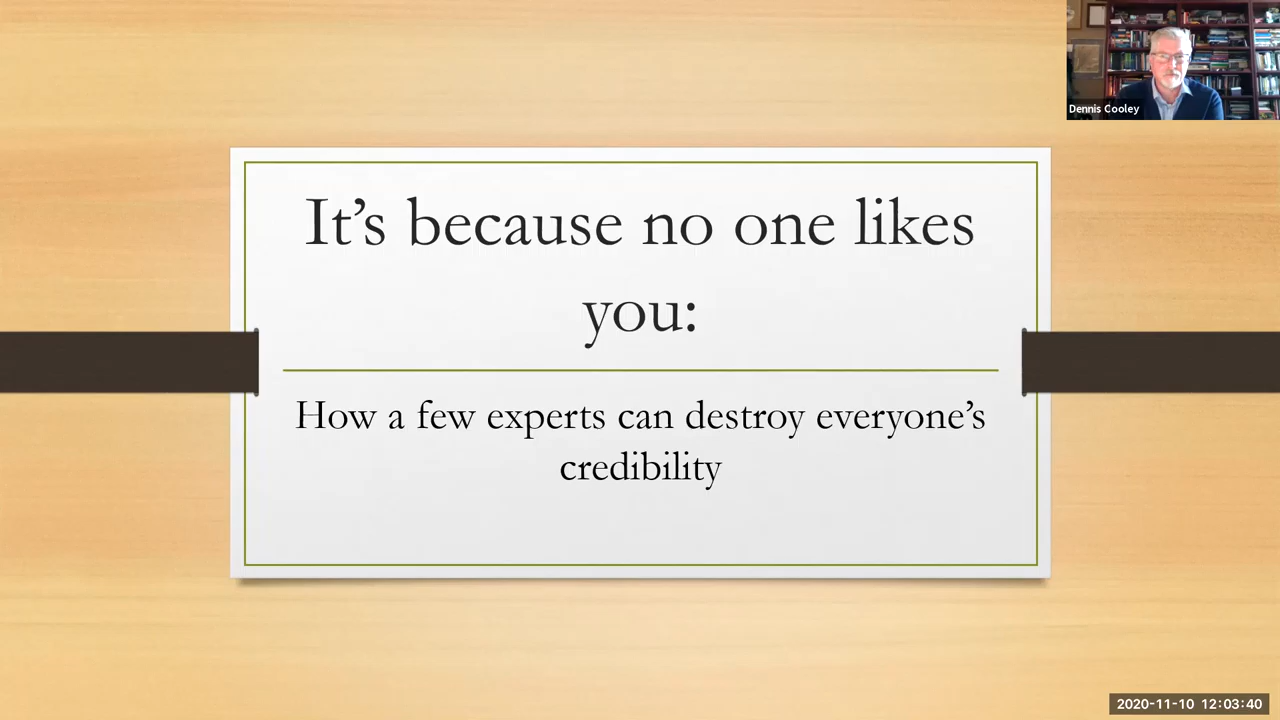 Dennis Cooley
It’s because no one likes
you:
How a few experts can destroy everyone’s
credibility
2020-11-10 12:03:40